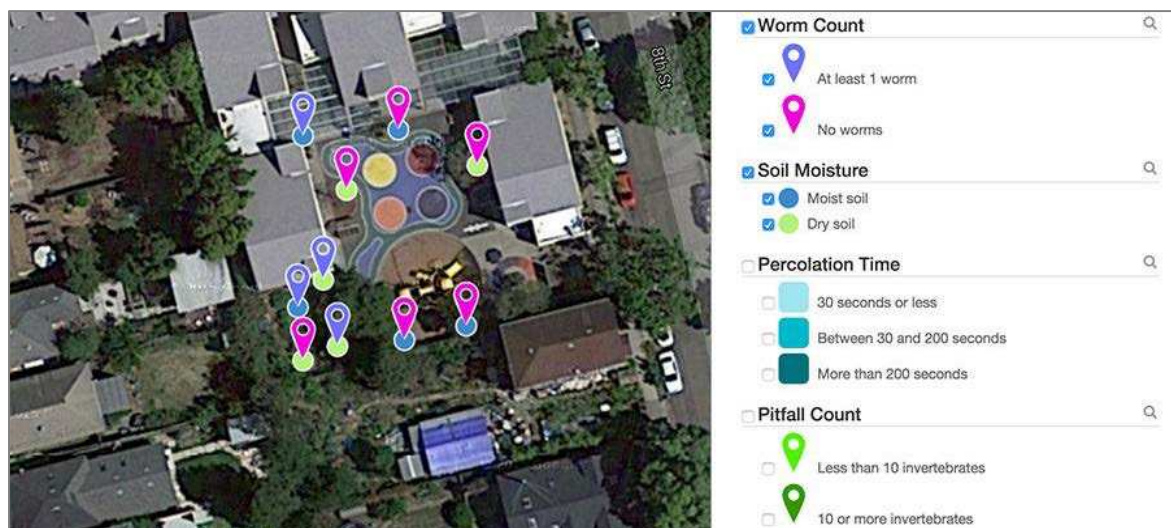 8th St
Worm Count
At least 1 worm
No worms
Soil Moisture
Moist soil
Dry soil
Percolation Time
30 seconds or less
Between 30 and 200 seconds
More than 200 seconds
Pitfall Count
Less than 10 invertebrates
10 or more invertebrates